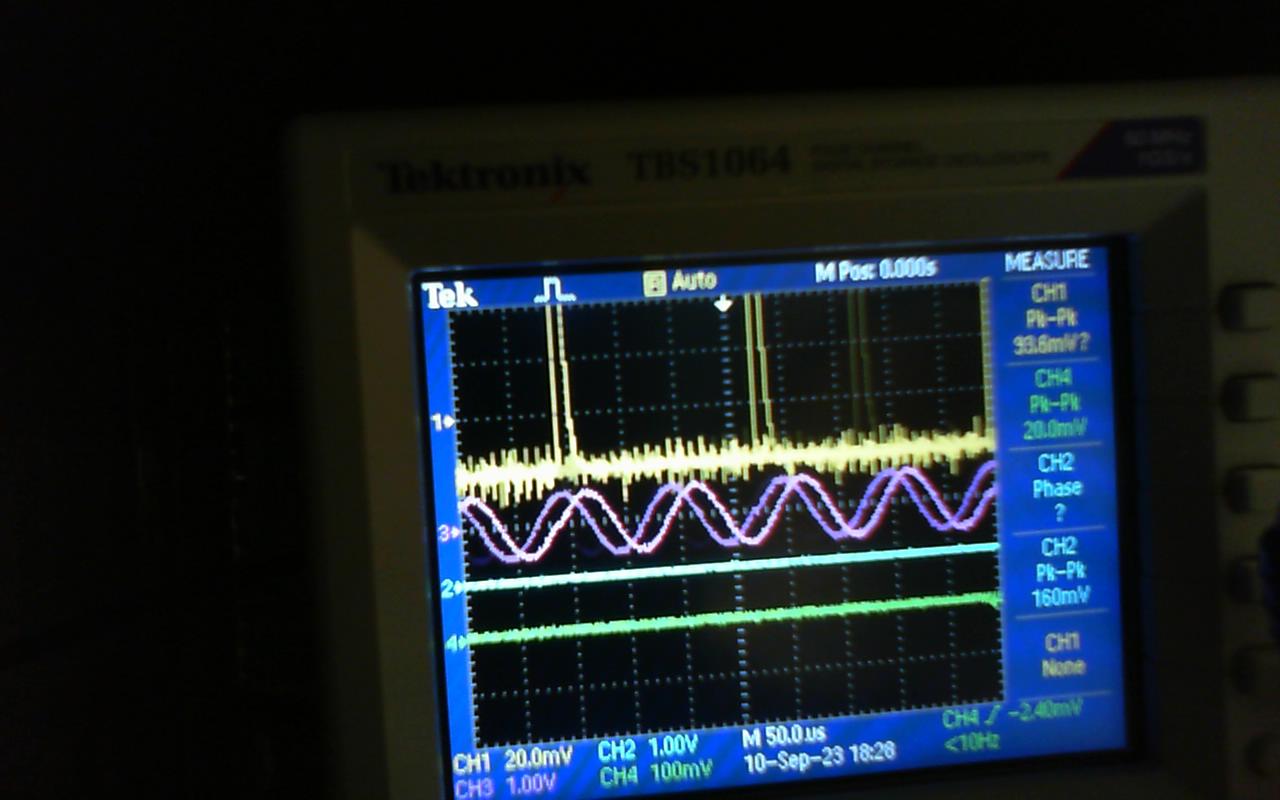 Tektronix TBS1064
Tek Auto M Pos: 0.000s MEASURE
CH1
Pk-Pk
93.6mV?
CH4
Pk-Pk
20.0mV
CH2
Phase
?
CH2
Pk-Pk
160mV
CH1
None
1
3
2
4
CH1 20.0mV CH2 1.00V M 50.0us CH4 -2.40mV
CH3 1.00V CH4 100mV 10-Sep-23 18:28 <10Hz